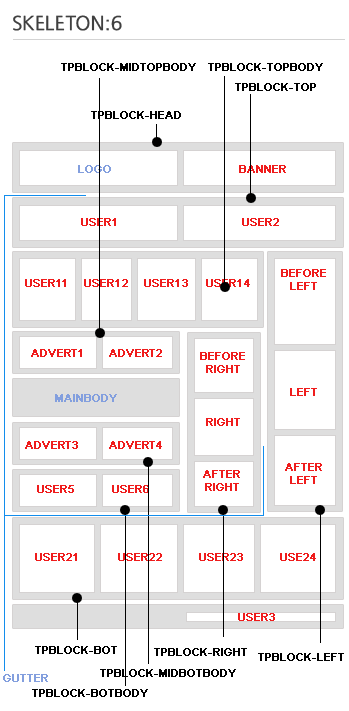 SKELETON:6
TPBLOCK-MIDTOPBODY
TPBLOCK-TOPBODY
TPBLOCK-TOP
TPBLOCK-HEAD
LOGO
BANNER
USER1
USER2
USER11
USER12
USER13
USER14
BEFORE
LEFT
ADVERT1
ADVERT2
BEFORE
RIGHT
MAINBODY
LEFT
RIGHT
ADVERT3
ADVERT4
AFTER
LEFT
AFTER
RIGHT
USER5
USER6
USER21
USER22
USER23
USE24
USER3
TPBLOCK-BOT
TPBLOCK-RIGHT
TPBLOCK-LEFT
TPBLOCK-MIDBOTBODY
GUTTER
TPBLOCK-BOTBODY